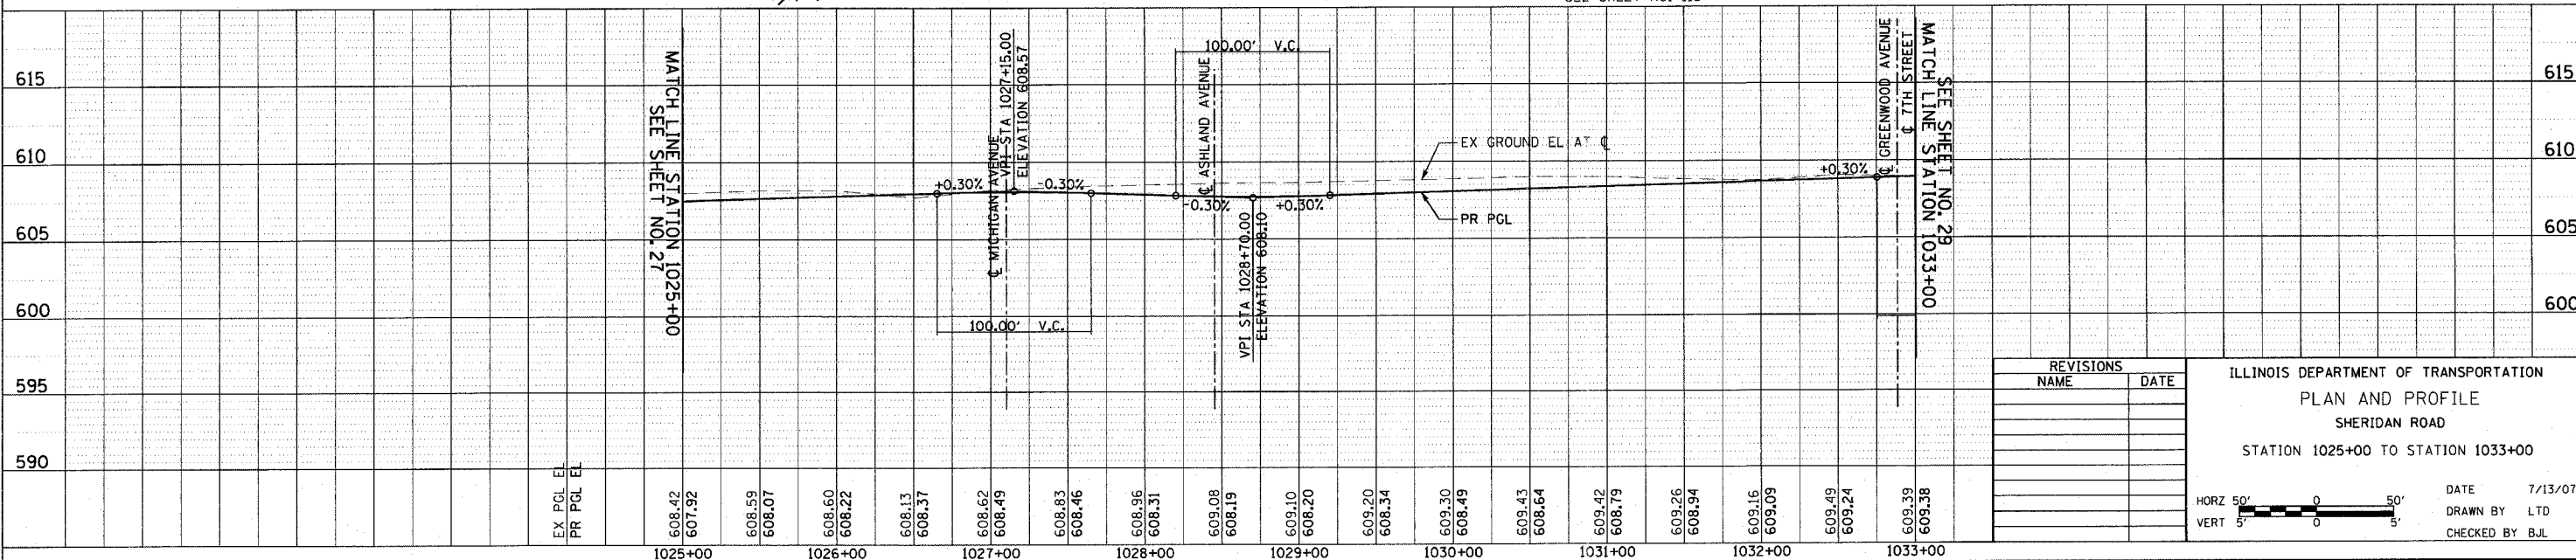 615
610
605
600
595
590
MATCH LINE STATION 1025+00
SEE SHEET NO. 27
+0.30%
℄ MICHIGAN AVENUE
VPI STA 1027+15.00
ELEVATION 608.57
-0.30%
100.00' V.C.
100.00' V.C.
℄ ASHLAND AVENUE
-0.30%
VPI STA 1028+70.00
ELEVATION 608.10
+0.30%
EX GROUND EL AT ℄
PR PGL
+0.30%
℄ GREENWOOD AVENUE
℄ 7TH STREET
MATCH LINE STATION 1033+00
SEE SHEET NO. 29
615
610
605
600
EX PGL EL
PR PGL EL
608.42
607.92
608.59
608.07
608.60
608.22
608.13
608.37
608.62
608.49
608.83
608.46
608.96
608.31
609.08
608.19
609.10
608.20
609.20
608.34
609.30
608.49
609.43
608.64
609.42
608.79
609.26
608.94
609.16
609.09
609.49
609.24
609.39
609.38
1025+00
1026+00
1027+00
1028+00
1029+00
1030+00
1031+00
1032+00
1033+00
REVISIONS
NAME DATE
ILLINOIS DEPARTMENT OF TRANSPORTATION
PLAN AND PROFILE
SHERIDAN ROAD
STATION 1025+00 TO STATION 1033+00
HORZ 50' 0 50'
VERT 5' 0 5'
DATE 7/13/07
DRAWN BY LTD
CHECKED BY BJL